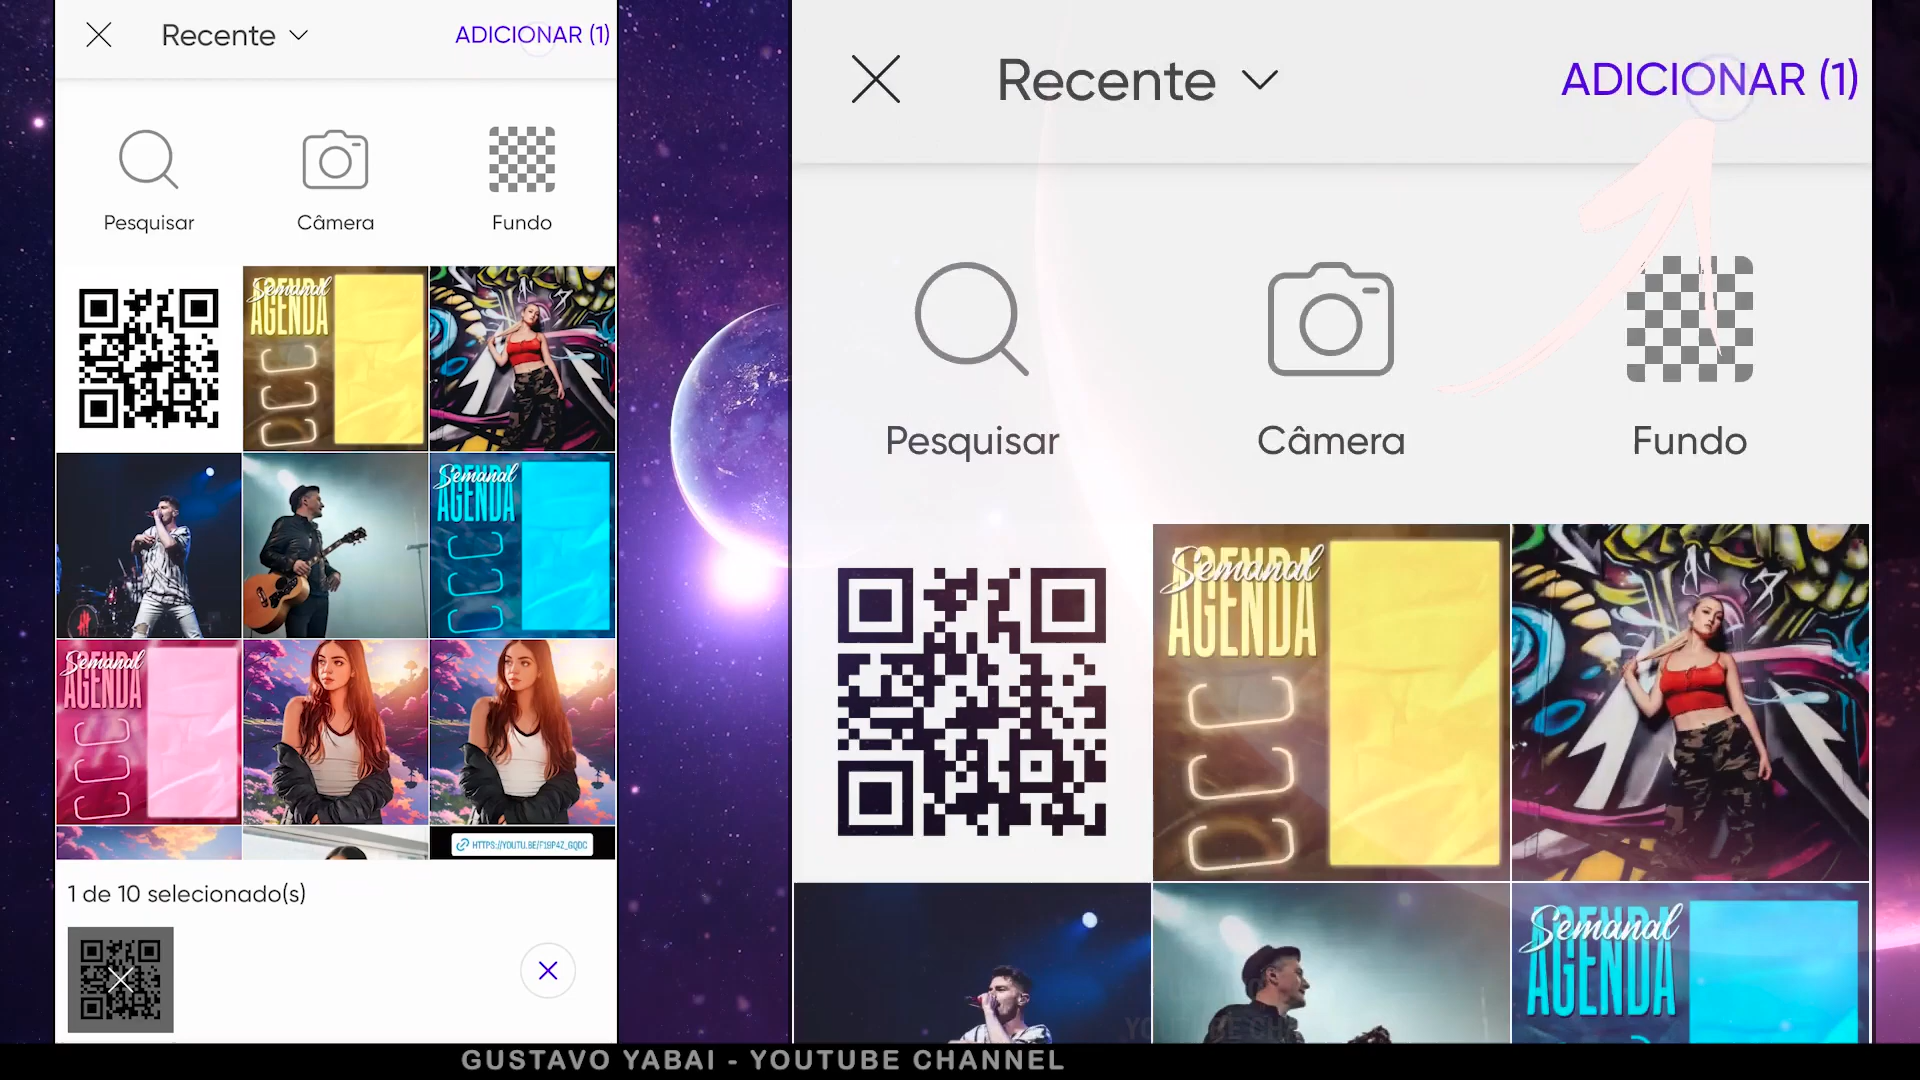 Recente
ADICIONAR (1)
Pesquisar
Câmera
Fundo
Semanal
AGENDA
Semanal
AGENDA
Semanal
AGENDA
1 de 10 selecionado(s)
Recente
ADICIONAR (1)
Pesquisar
Câmera
Fundo
Semanal
AGENDA
Semanal
AGENDA
GUSTAVO YABAI - YOUTUBE CHANNEL